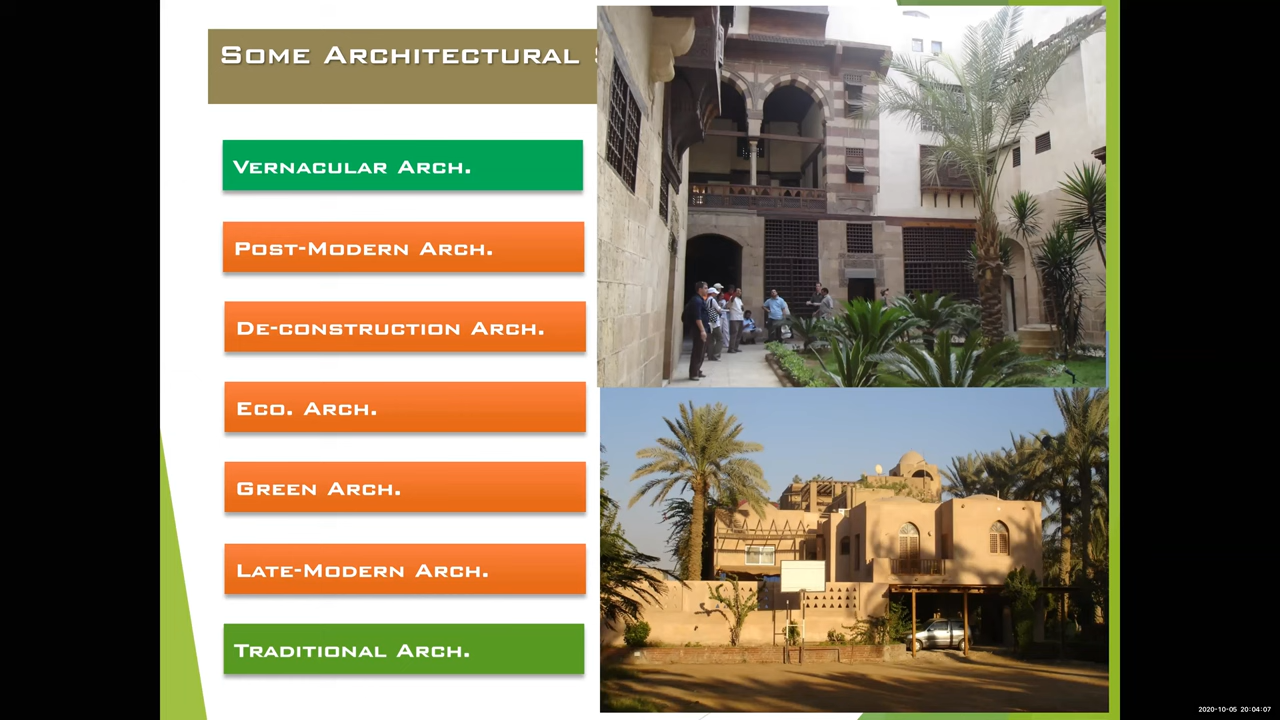 Some Architectural
Vernacular Arch.
Post-Modern Arch.
De-construction Arch.
Eco. Arch.
Green Arch.
Late-Modern Arch.
Traditional Arch.
2020-10-05 20:04:07